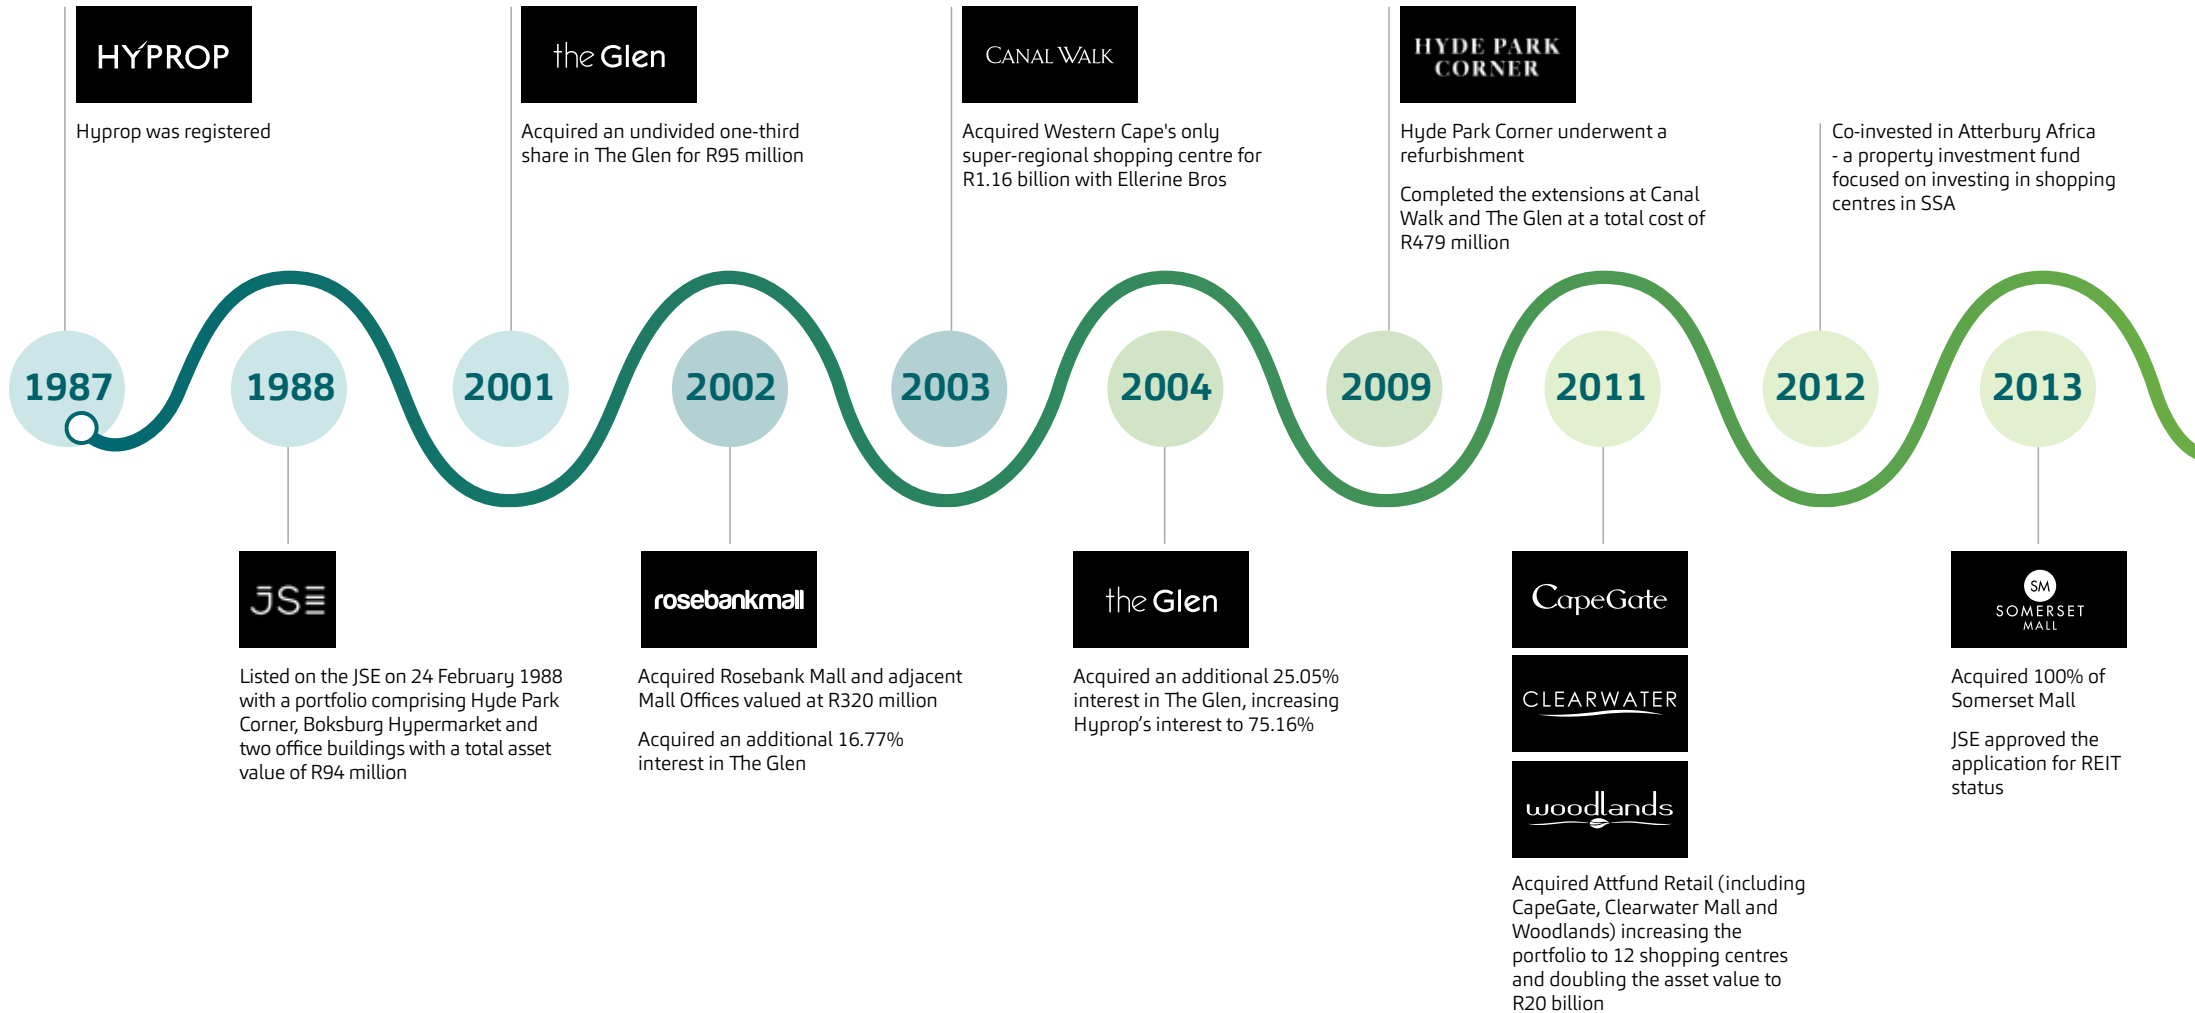 HYPROP
Hyprop was registered
the Glen
Acquired an undivided one-third
share in The Glen for R95 million
CANAL WALK
Acquired Western Cape's only
super-regional shopping centre for
R1.16 billion with Ellerine Bros
HYDE PARK
CORNER
Hyde Park Corner underwent a
refurbishment
Completed the extensions at Canal
Walk and The Glen at a total cost of
R479 million
Co-invested in Atterbury Africa
- a property investment fund
focused on investing in shopping
centres in SSA
1987
1988
2001
2002
2003
2004
2009
2011
2012
2013
JSE
Listed on the JSE on 24 February 1988
with a portfolio comprising Hyde Park
Corner, Boksburg Hypermarket and
two office buildings with a total asset
value of R94 million
rosebankmall
Acquired Rosebank Mall and adjacent
Mall Offices valued at R320 million
Acquired an additional 16.77%
interest in The Glen
the Glen
Acquired an additional 25.05%
interest in The Glen, increasing
Hyprop’s interest to 75.16%
CapeGate
CLEARWATER
woodlands
Acquired Attfund Retail (including
CapeGate, Clearwater Mall and
Woodlands) increasing the
portfolio to 12 shopping centres
and doubling the asset value to
R20 billion
SM
SOMERSET
MALL
Acquired 100% of
Somerset Mall
JSE approved the
application for REIT
status